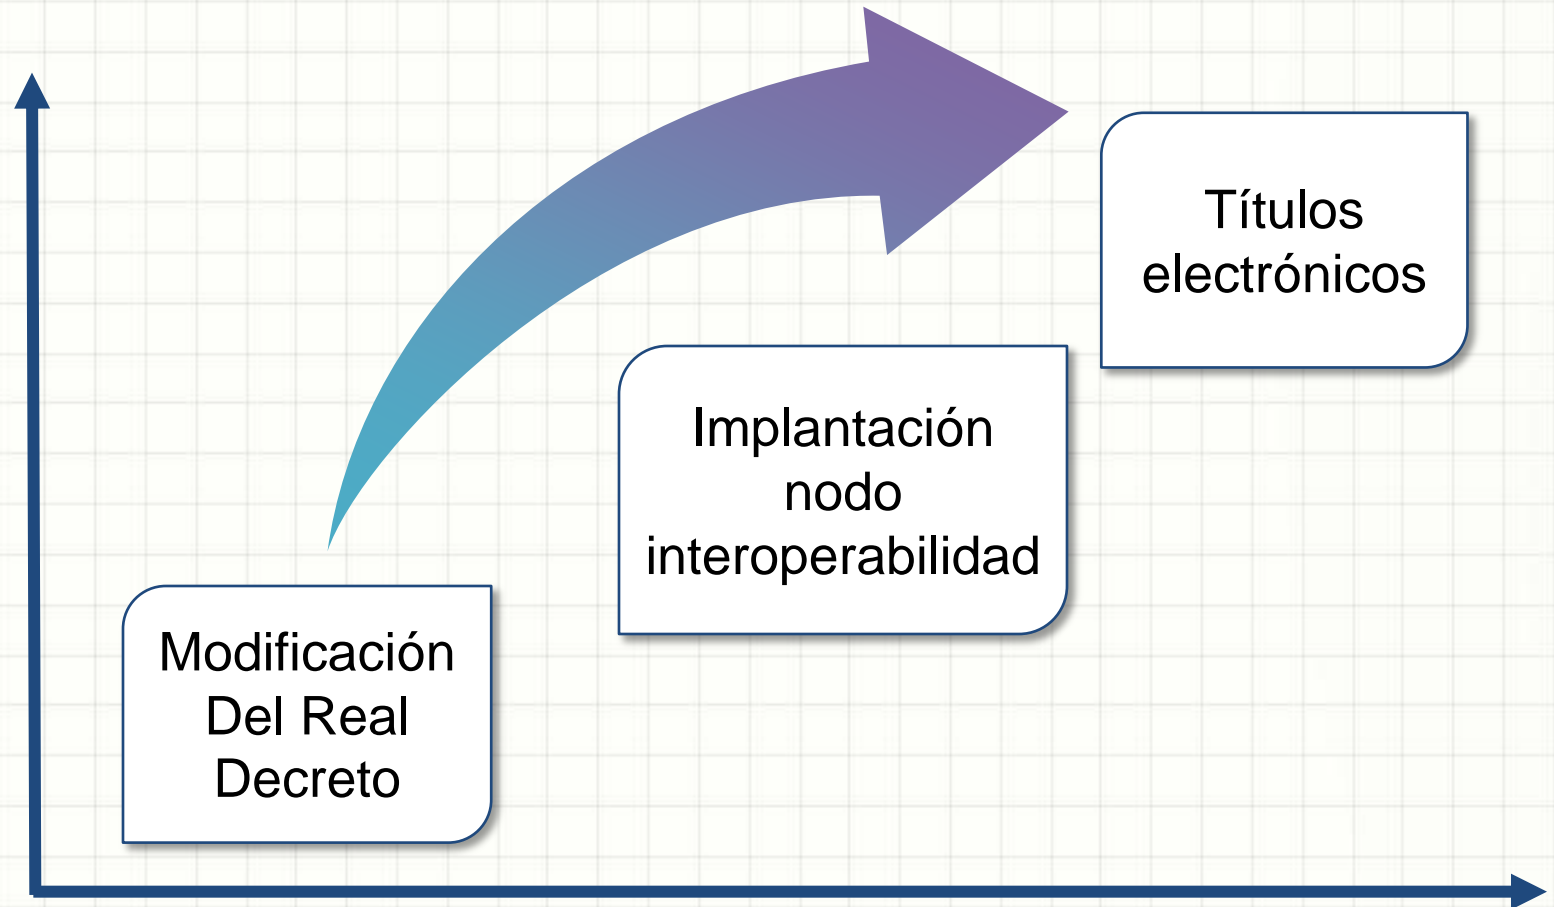 Títulos
electrónicos
Implantación
nodo
interoperabilidad
Modificación
Del Real
Decreto